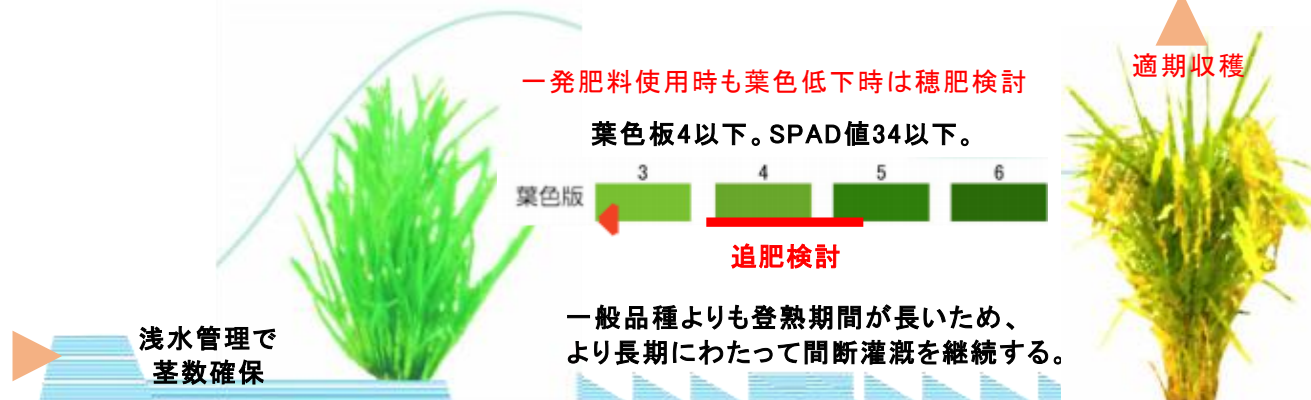 一発肥料使用時も葉色低下時は穂肥検討
適期収穫
葉色板4以下。SPAD値34以下。
3 4 5 6
葉色版
追肥検討
一般品種よりも登熟期間が長いため、
より長期にわたって間断灌漑を継続する。
浅水管理で
茎数確保